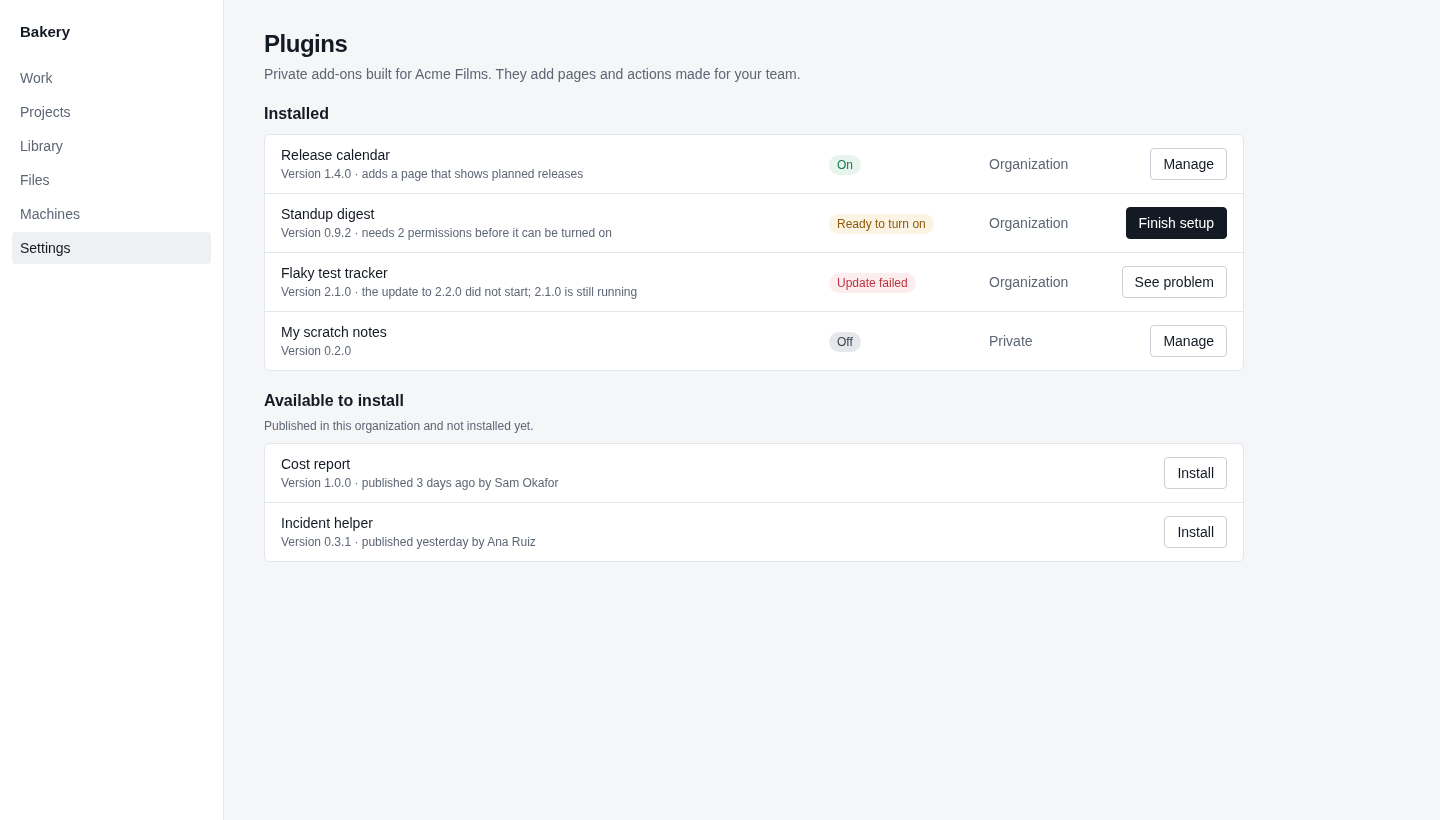 Bakery
Work
Projects
Library
Files
Machines
Settings
Plugins
Private add-ons built for Acme Films. They add pages and actions made for your team.
Installed
Release calendar
Version 1.4.0 · adds a page that shows planned releases
On
Organization
Manage
Standup digest
Version 0.9.2 · needs 2 permissions before it can be turned on
Ready to turn on
Organization
Finish setup
Flaky test tracker
Version 2.1.0 · the update to 2.2.0 did not start; 2.1.0 is still running
Update failed
Organization
See problem
My scratch notes
Version 0.2.0
Off
Private
Manage
Available to install
Published in this organization and not installed yet.
Cost report
Version 1.0.0 · published 3 days ago by Sam Okafor
Install
Incident helper
Version 0.3.1 · published yesterday by Ana Ruiz
Install